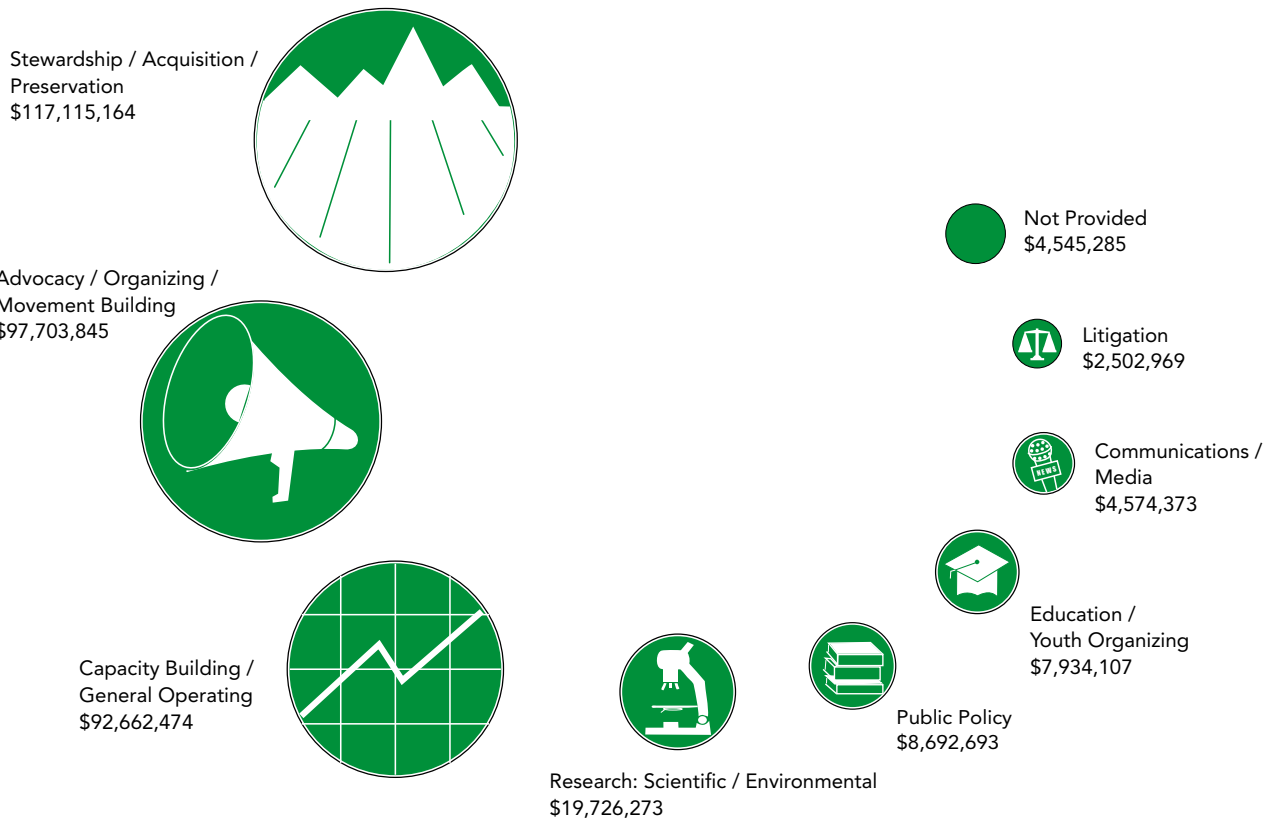 Stewardship / Acquisition /
Preservation
$117,115,164
Advocacy / Organizing /
Movement Building
$97,703,845
Capacity Building /
General Operating
$92,662,474
Research: Scientific / Environmental
$19,726,273
Public Policy
$8,692,693
Education /
Youth Organizing
$7,934,107
Communications /
Media
$4,574,373
NEWS
Litigation
$2,502,969
Not Provided
$4,545,285